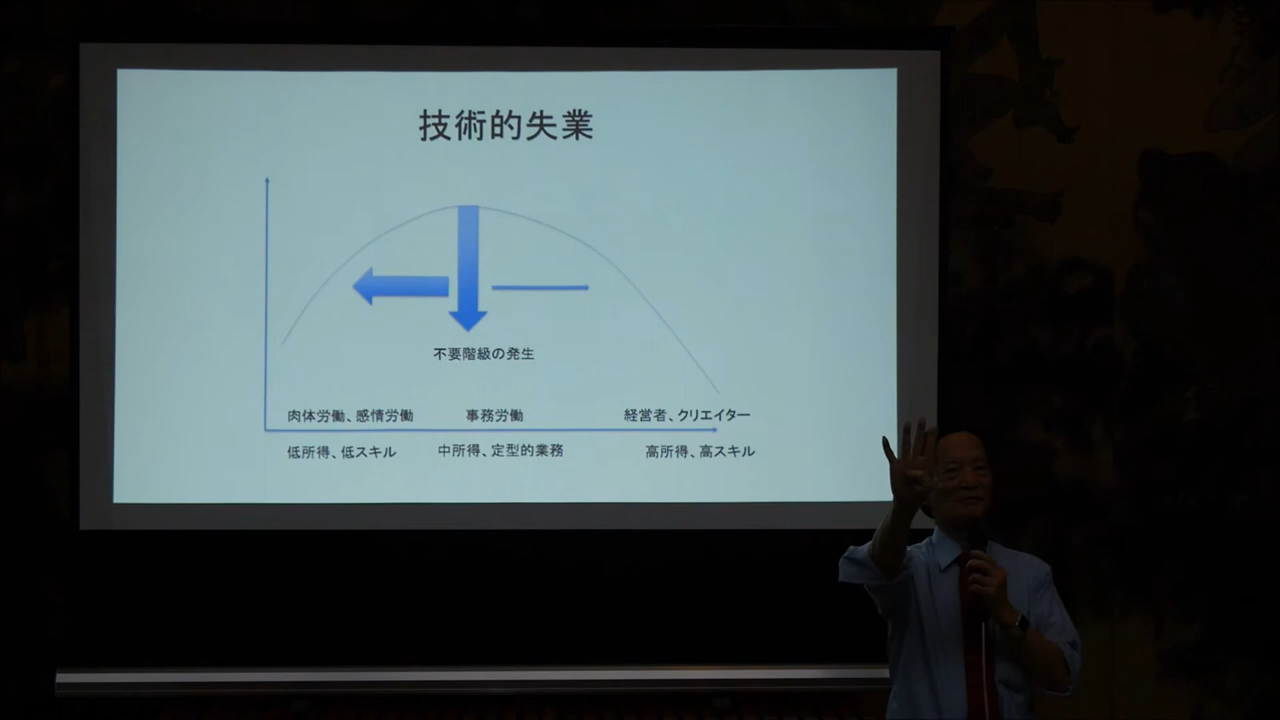 技術的失業
不要階級の発生
肉体労働、感情労働
事務労働
経営者、クリエイター
低所得、低スキル
中所得、定型的業務
高所得、高スキル